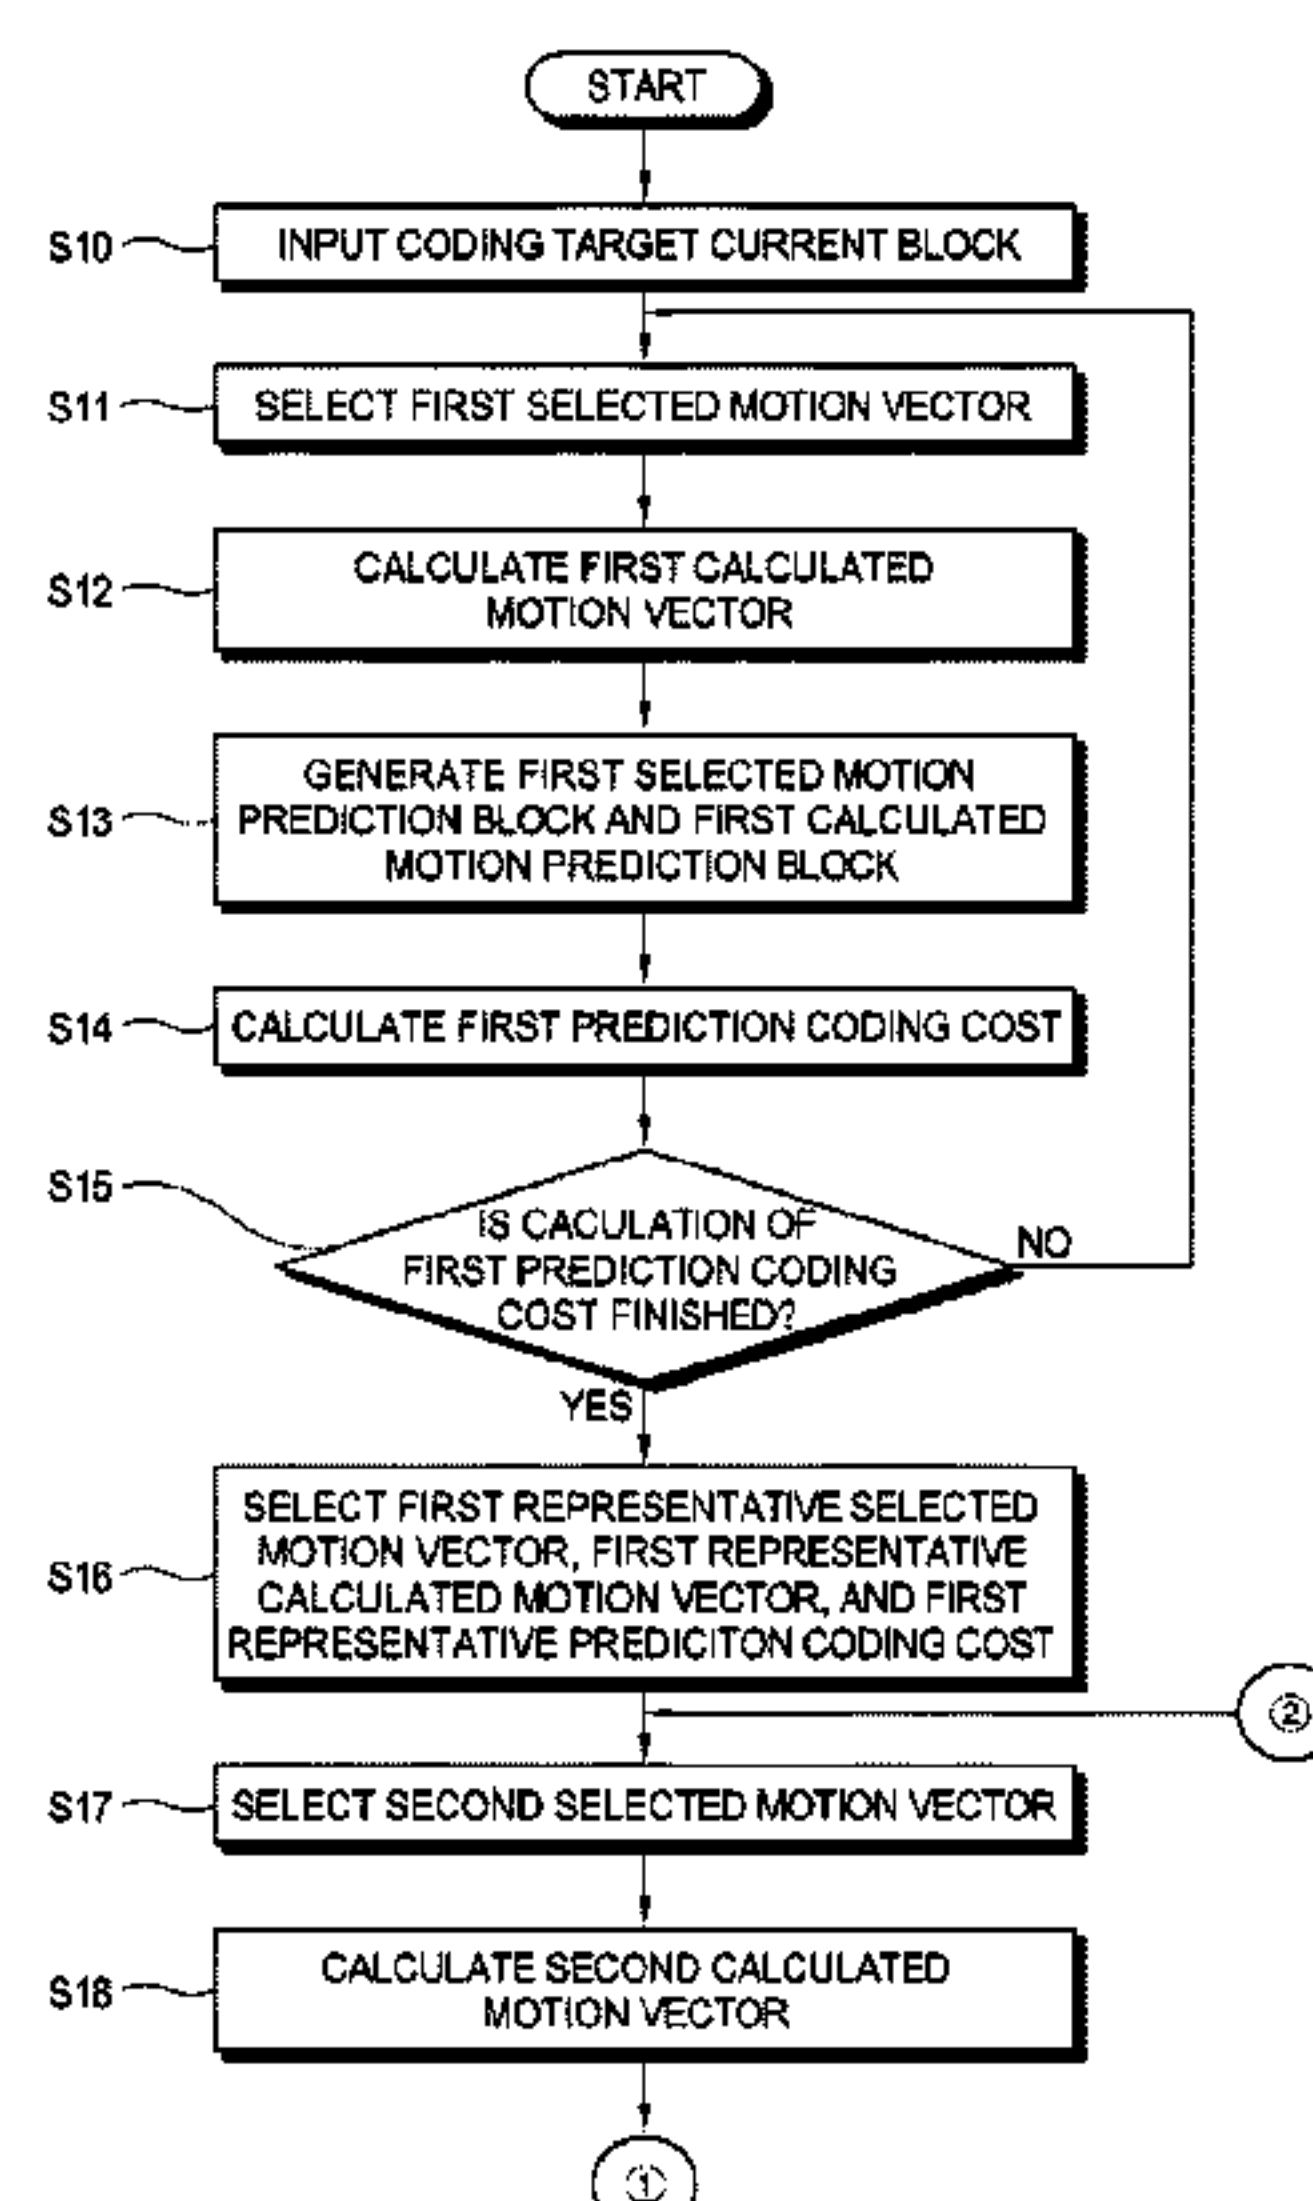 START
S10
INPUT CODING TARGET CURRENT BLOCK
S11
SELECT FIRST SELECTED MOTION VECTOR
S12
CALCULATE FIRST CALCULATED
MOTION VECTOR
S13
GENERATE FIRST SELECTED MOTION
PREDICTION BLOCK AND FIRST CALCULATED
MOTION PREDICTION BLOCK
S14
CALCULATE FIRST PREDICTION CODING COST
S15
IS CACULATION OF
FIRST PREDICTION CODING
COST FINISHED?
NO
YES
S16
SELECT FIRST REPRESENTATIVE SELECTED
MOTION VECTOR, FIRST REPRESENTATIVE
CALCULATED MOTION VECTOR, AND FIRST
REPRESENTATIVE PREDICITON CODING COST
②
S17
SELECT SECOND SELECTED MOTION VECTOR
S18
CALCULATE SECOND CALCULATED
MOTION VECTOR
①